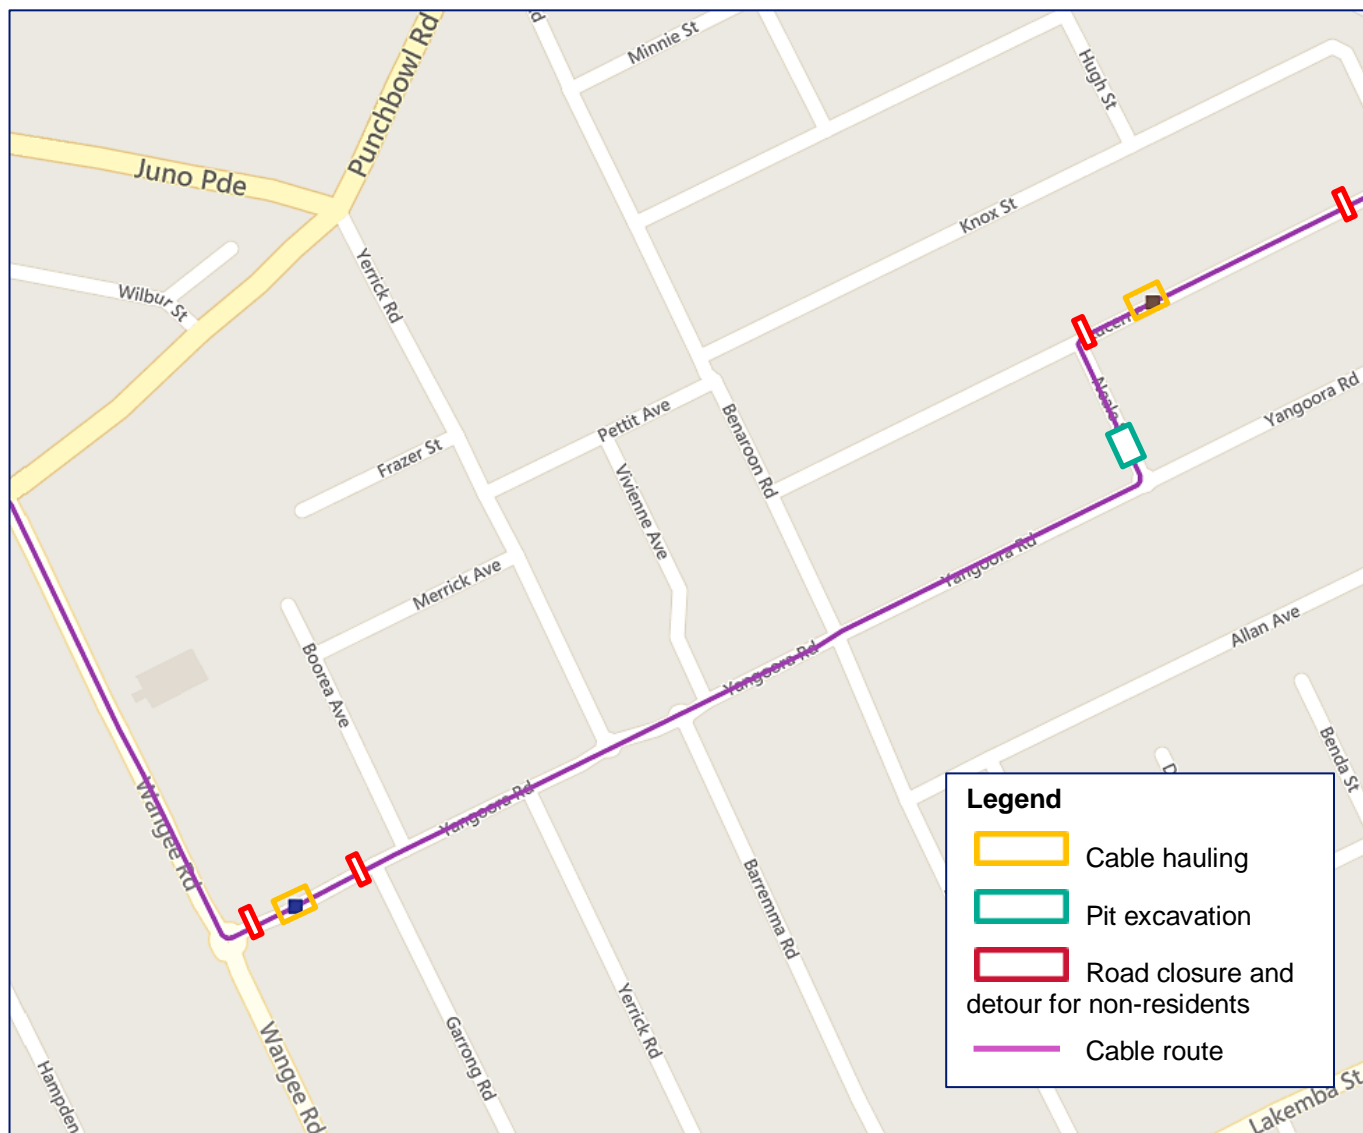 Minnie St
Punchbowl Rd
Hugh St
Juno Pde
Knox St
Yerrick Rd
Wilbur St
Yangoora Rd
Pettit Ave
Benaroon Rd
Frazer St
Vivienne Ave
Merrick Ave
Yangoora Rd
Allan Ave
Boorea Ave
Yangoora Rd
Benda St
Wangee Rd
Yangoora Rd
Barremma Rd
Yerrick Rd
Garrong Rd
Wangee Rd
Hampden
Lakemba St
Legend
Cable hauling
Pit excavation
Road closure and
detour for non-residents
Cable route